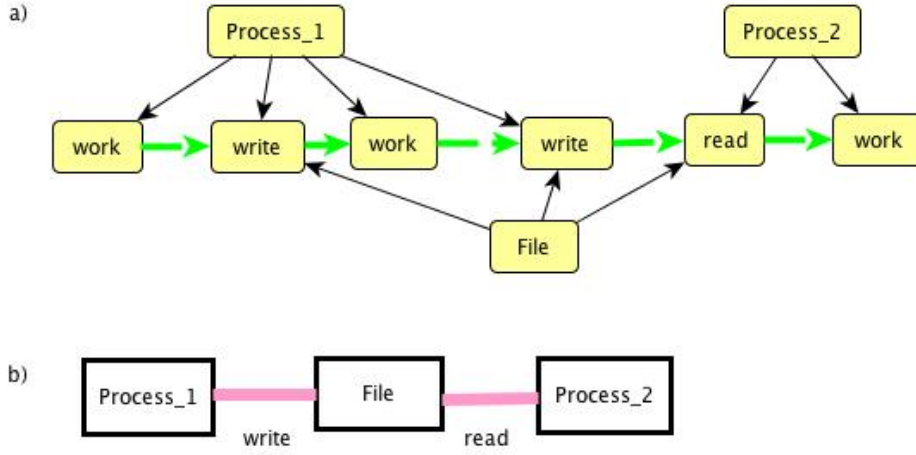 a)
Process_1 Process_2
work write work write read work
File
b)
Process_1 File Process_2
write read